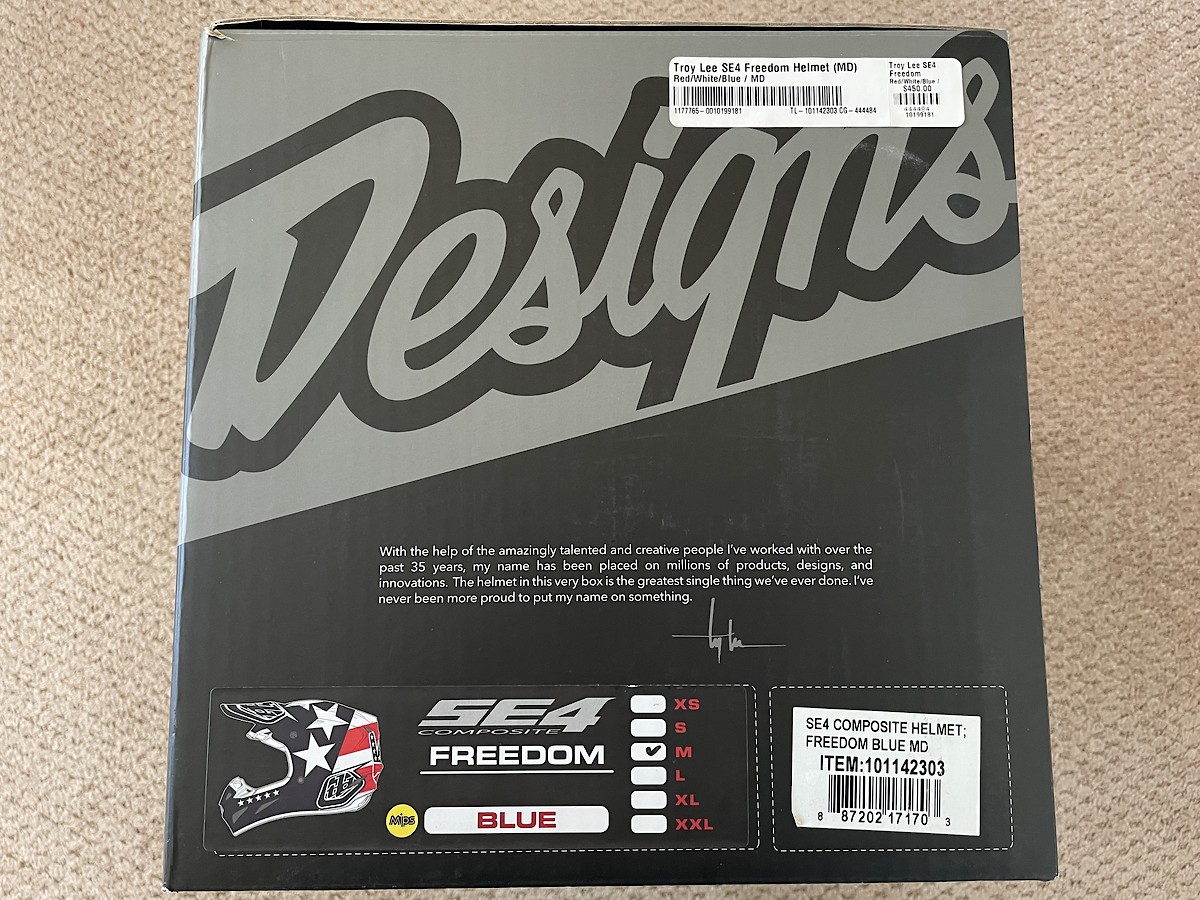 Troy Lee SE4 Freedom Helmet (MD)
Red/White/Blue / MD
1177765-0010199181 TL-101142303 CG-444484
Troy Lee SE4
Freedom
Red/White/Blue /
$450.00
444484
10199181
Designs
With the help of the amazingly talented and creative people I've worked with over the
past 35 years, my name has been placed on millions of products, designs, and
innovations. The helmet in this very box is the greatest single thing we've ever done. I've
never been more proud to put my name on something.
SE4
COMPOSITE
FREEDOM
Mips
BLUE
XS
S
M
L
XL
XXL
SE4 COMPOSITE HELMET;
FREEDOM BLUE MD
ITEM:101142303
8 87202 17170 3